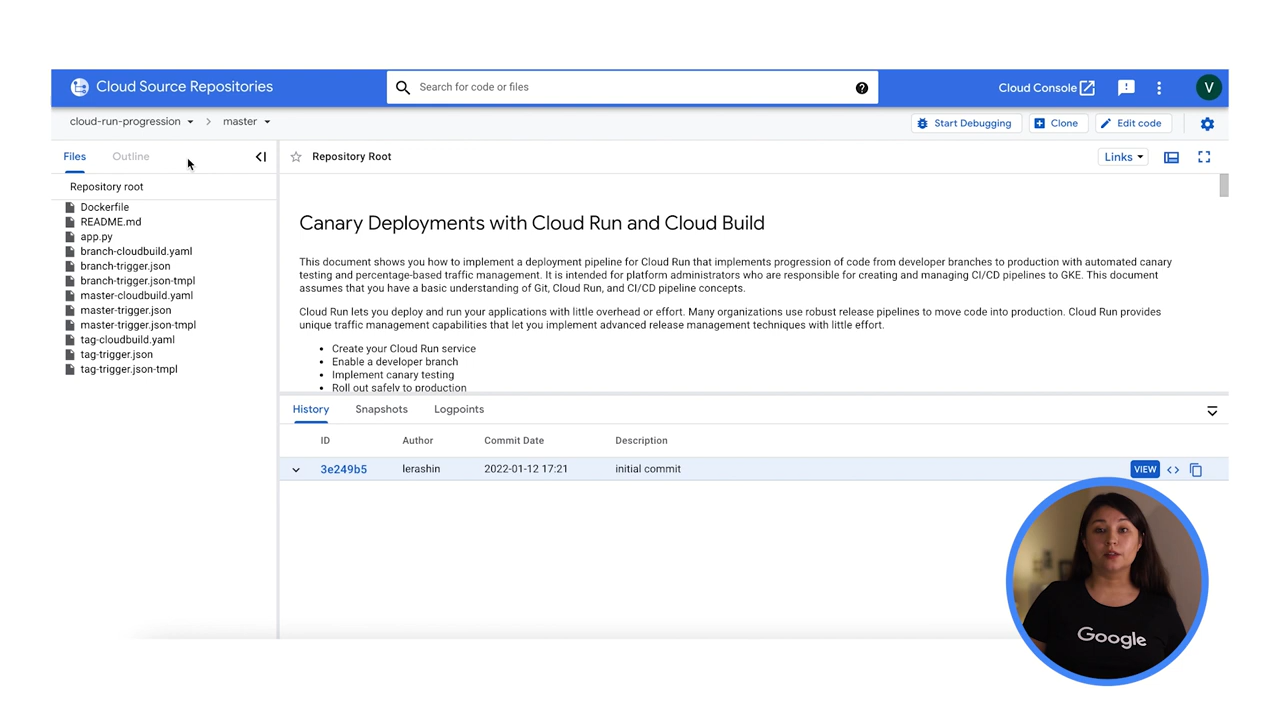 Cloud Source Repositories
Search for code or files
Cloud Console
V
cloud-run-progression
master
Start Debugging
Clone
Edit code
Files
Outline
Repository Root
Links
Repository root
Dockerfile
README.md
app.py
branch-cloudbuild.yaml
branch-trigger.json
branch-trigger.json-tmpl
master-cloudbuild.yaml
master-trigger.json
master-trigger.json-tmpl
tag-cloudbuild.yaml
tag-trigger.json
tag-trigger.json-tmpl
Canary Deployments with Cloud Run and Cloud Build
This document shows you how to implement a deployment pipeline for Cloud Run that implements progression of code from developer branches to production with automated canary
testing and percentage-based traffic management. It is intended for platform administrators who are responsible for creating and managing CI/CD pipelines to GKE. This document
assumes that you have a basic understanding of Git, Cloud Run, and CI/CD pipeline concepts.
Cloud Run lets you deploy and run your applications with little overhead or effort. Many organizations use robust release pipelines to move code into production. Cloud Run provides
unique traffic management capabilities that let you implement advanced release management techniques with little effort.
• Create your Cloud Run service
• Enable a developer branch
• Implement canary testing
• Roll out safely to production
History
Snapshots
Logpoints
ID
Author
Commit Date
Description
3e249b5
lerashin
2022-01-12 17:21
initial commit
VIEW
Google